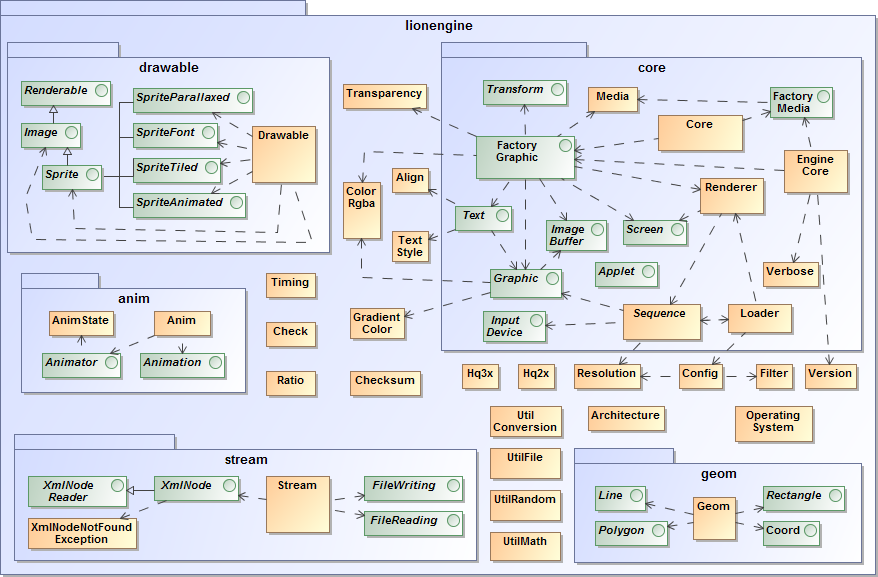 lionengine
drawable
Renderable
Image
Sprite
SpriteParallaxed
SpriteFont
SpriteTiled
SpriteAnimated
Drawable
Transparency
Color
Rgba
Align
Text
Style
Gradient
Color
Timing
Check
Ratio
Checksum
core
Transform
Media
Factory
Media
Core
Factory
Graphic
Engine
Core
Renderer
Text
Image
Buffer
Screen
Graphic
Applet
Verbose
Input
Device
Sequence
Loader
anim
AnimState
Anim
Animator
Animation
Hq3x
Hq2x
Resolution
Config
Filter
Version
Util
Conversion
Architecture
Operating
System
UtilFile
UtilRandom
UtilMath
stream
XmlNode
Reader
XmlNode
Stream
FileWriting
FileReading
XmlNodeNotFound
Exception
geom
Line
Polygon
Geom
Rectangle
Coord